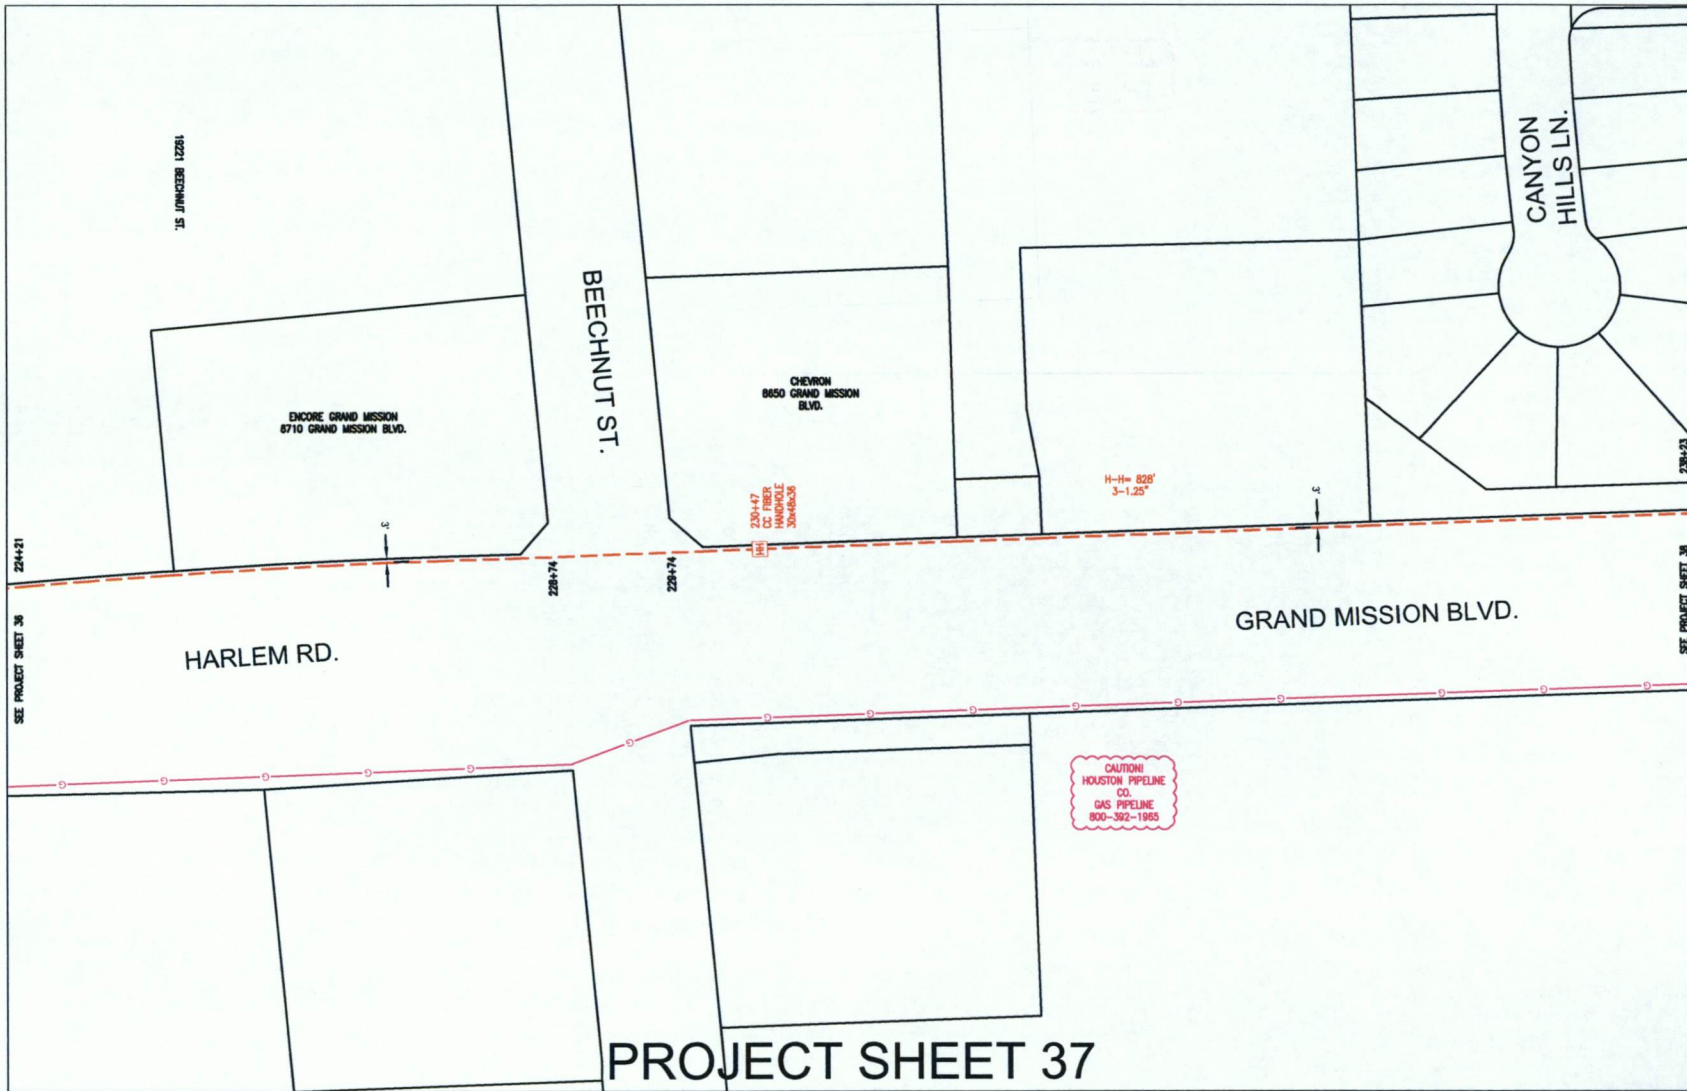 19221 BEECHNUT ST.
CANYON
HILLS LN.
BEECHNUT ST.
CHEVRON
8650 GRAND MISSION
BLVD.
ENCORE GRAND MISSION
8710 GRAND MISSION BLVD.
230+47
CC FIBER
HANDHOLE
30x48x36
HH
H-H= 828'
3-1.25"
3'
3'
224+21
SEE PROJECT SHEET 36
228+74
229+74
238+23
SEE PROJECT SHEET 38
HARLEM RD.
GRAND MISSION BLVD.
G G G G G G G G G G G G G G G
CAUTION!
HOUSTON PIPELINE
CO.
GAS PIPELINE
800-392-1965
PROJECT SHEET 37